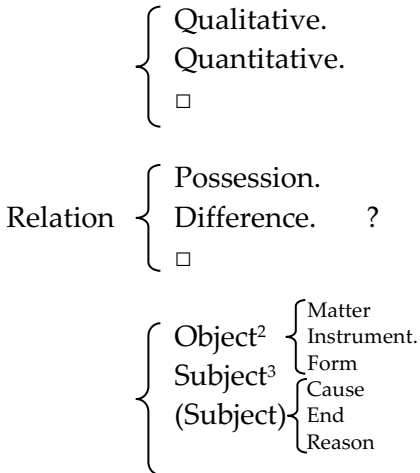 Qualitative.
Quantitative.
□
Possession.
Relation Difference. ?
□
Matter
Object² Instrument.
Form
Subject³
Cause
(Subject) End
Reason